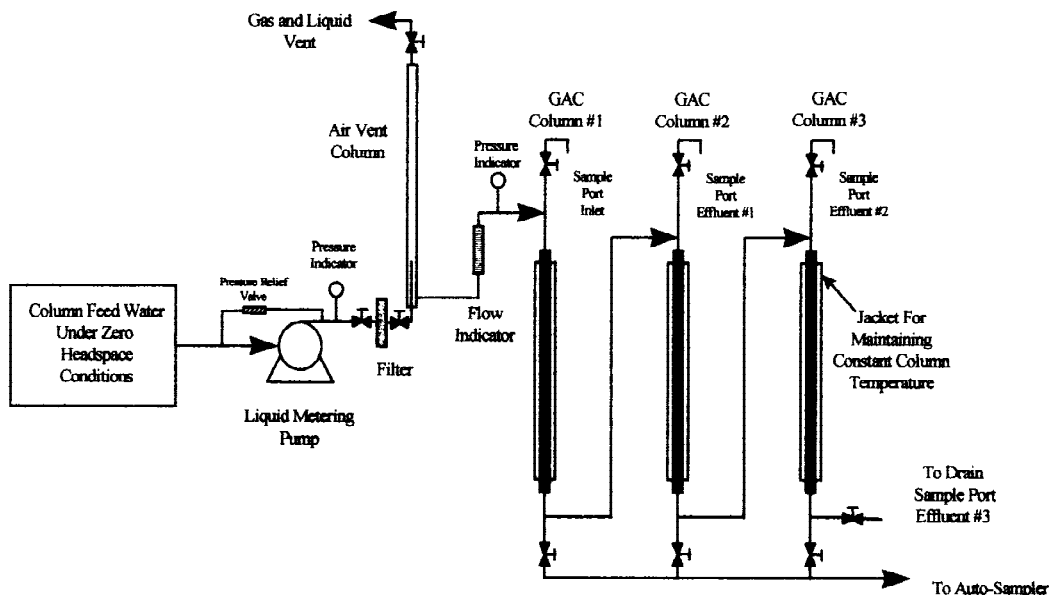 Gas and Liquid
Vent
Air Vent
Column
Pressure
Indicator
GAC
Column #1
GAC
Column #2
GAC
Column #3
Sample
Port
Inlet
Sample
Port
Effluent #1
Sample
Port
Effluent #2
Pressure
Indicator
Pressure Relief
Valve
Column Feed Water
Under Zero
Headspace
Conditions
Filter
Flow
Indicator
Liquid Metering
Pump
Jacket For
Maintaining
Constant Column
Temperature
To Drain
Sample Port
Effluent #3
To Auto-Sampler